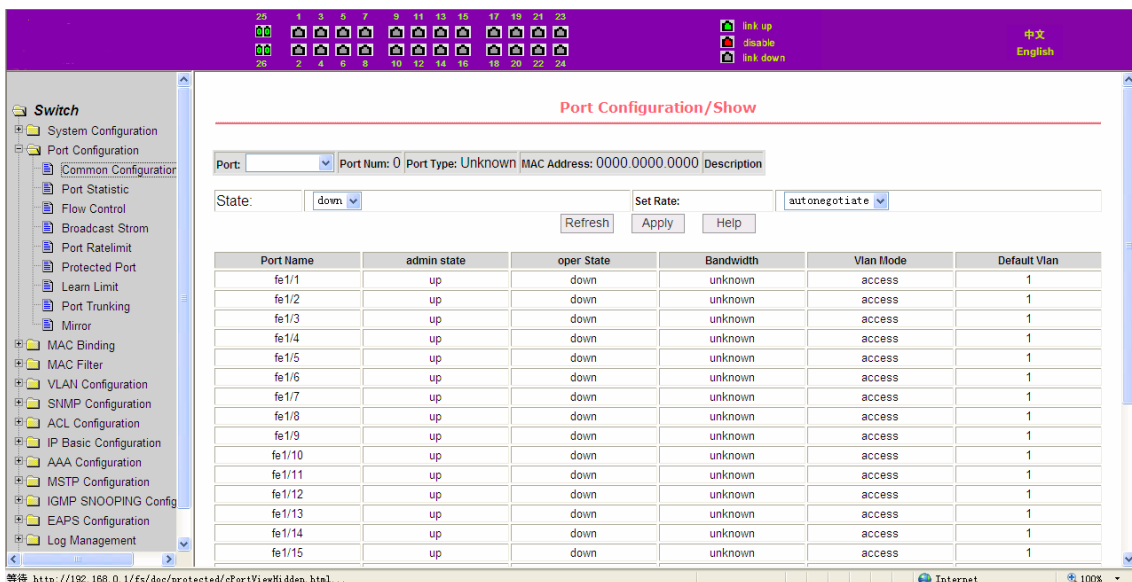 25 1 3 5 7 9 11 13 15 17 19 21 23
26 2 4 6 8 10 12 14 16 18 20 22 24
link up
disable
link down
中文
English
Switch
System Configuration
Port Configuration
Common Configuration
Port Statistic
Flow Control
Broadcast Strom
Port Ratelimit
Protected Port
Learn Limit
Port Trunking
Mirror
MAC Binding
MAC Filter
VLAN Configuration
SNMP Configuration
ACL Configuration
IP Basic Configuration
AAA Configuration
MSTP Configuration
IGMP SNOOPING Config
EAPS Configuration
Log Management
Port Configuration/Show
Port: Port Num: 0 Port Type: Unknown MAC Address: 0000.0000.0000 Description
State: down Set Rate: autonegotiate
Refresh Apply Help
Port Name admin state oper State Bandwidth Vlan Mode Default Vlan
fe1/1 up down unknown access 1
fe1/2 up down unknown access 1
fe1/3 up down unknown access 1
fe1/4 up down unknown access 1
fe1/5 up down unknown access 1
fe1/6 up down unknown access 1
fe1/7 up down unknown access 1
fe1/8 up down unknown access 1
fe1/9 up down unknown access 1
fe1/10 up down unknown access 1
fe1/11 up down unknown access 1
fe1/12 up down unknown access 1
fe1/13 up down unknown access 1
fe1/14 up down unknown access 1
fe1/15 up down unknown access 1
等待 http://192.168.0.1/fs/doc/protected/cPortViewHidden.html... Internet 100%